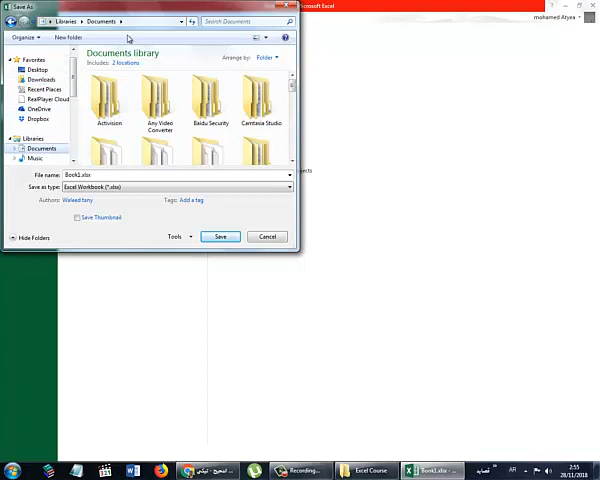 Save As
Microsoft Excel
mohamed Atyea
Libraries
Documents
Search Documents
Organize
New folder
Documents library
Includes: 2 locations
Arrange by:
Folder
Favorites
Desktop
Downloads
Recent Places
RealPlayer Cloud
OneDrive
Dropbox
Libraries
Documents
Music
Activision
Any Video
Converter
Baidu Security
Camtasia Studio
File name:
Book1.xlsx
Save as type:
Excel Workbook (*.xlsx)
Authors:
Waleed tany
Tags:
Add a tag
Save Thumbnail
Hide Folders
Tools
Save
Cancel
Recording...
Excel Course
Book1.xlsx - ...
AR
2:55
28/11/2018